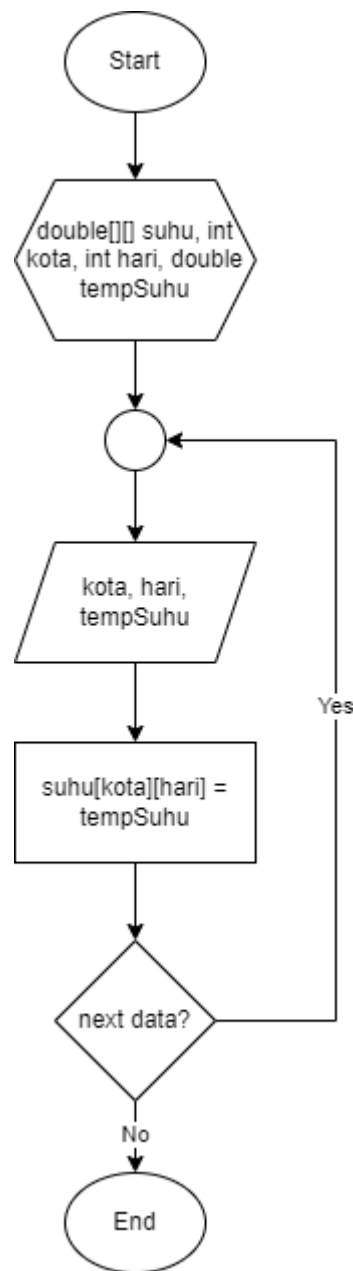 Start
double[][] suhu, int
kota, int hari, double
tempSuhu
kota, hari,
tempSuhu
Yes
suhu[kota][hari] =
tempSuhu
next data?
No
End